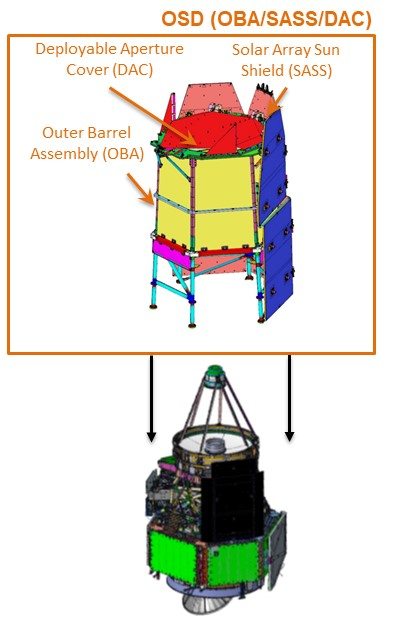 OSD (OBA/SASS/DAC)
Deployable Aperture
Cover (DAC)
Solar Array Sun
Shield (SASS)
Outer Barrel
Assembly (OBA)